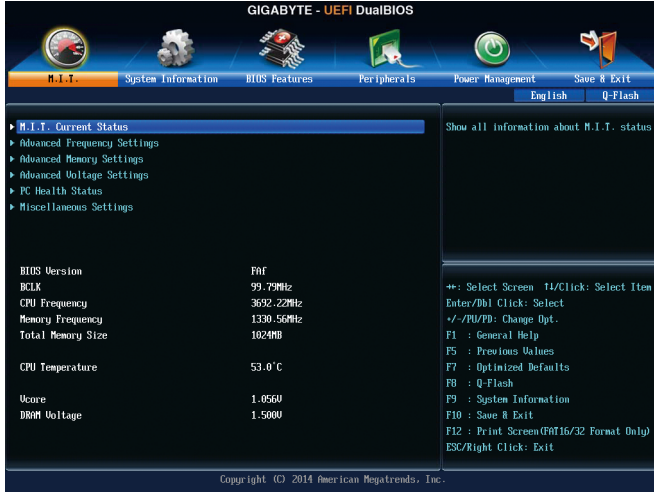 GIGABYTE - UEFI DualBIOS
M.I.T.
System Information
BIOS Features
Peripherals
Power Management
Save & Exit
English
Q-Flash
M.I.T. Current Status
Advanced Frequency Settings
Advanced Memory Settings
Advanced Voltage Settings
PC Health Status
Miscellaneous Settings
BIOS Version FAf
BCLK 99.79MHz
CPU Frequency 3692.22MHz
Memory Frequency 1330.56MHz
Total Memory Size 1024MB
CPU Temperature 53.0°C
Vcore 1.056V
DRAM Voltage 1.500V
Show all information about M.I.T. status
→←: Select Screen ↑↓/Click: Select Item
Enter/Dbl Click: Select
+/-/PU/PD: Change Opt.
F1 : General Help
F5 : Previous Values
F7 : Optimized Defaults
F8 : Q-Flash
F9 : System Information
F10 : Save & Exit
F12 : Print Screen(FAT16/32 Format Only)
ESC/Right Click: Exit
Copyright (C) 2014 American Megatrends, Inc.